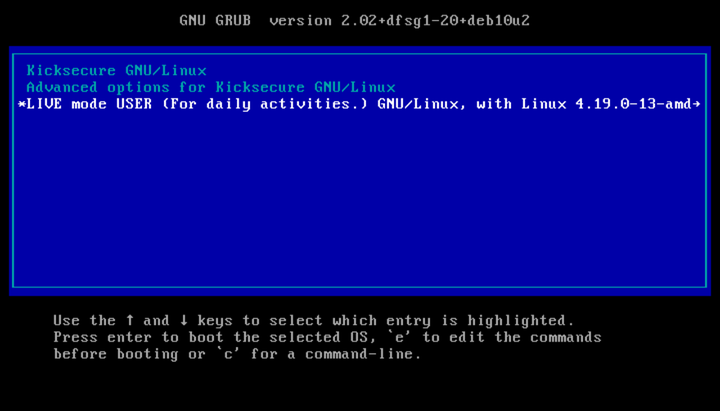 GNU GRUB  version 2.02+dfsg1-20+deb10u2
Kicksecure GNU/Linux
Advanced options for Kicksecure GNU/Linux
*LIVE mode USER (For daily activities.) GNU/Linux, with Linux 4.19.0-13-amd→
Use the ↑ and ↓ keys to select which entry is highlighted.
Press enter to boot the selected OS, `e' to edit the commands
before booting or `c' for a command-line.